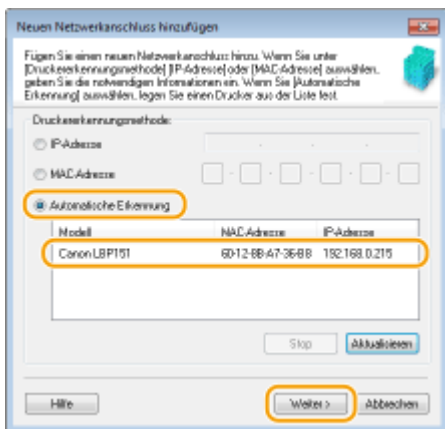 Neuen Netzwerkanschluss hinzufügen
Fügen Sie einen neuen Netzwerkanschluss hinzu. Wenn Sie unter
[Druckererkennungsmethode] [IP-Adresse] oder [MAC-Adresse] auswählen,
geben Sie die notwendigen Informationen ein. Wenn Sie [Automatische
Erkennung] auswählen, legen Sie einen Drucker aus der Liste fest.
Druckererkennungsmethode:
IP-Adresse
MAC-Adresse
Automatische Erkennung
Modell MAC-Adresse IP-Adresse
Canon LBP151 60-12-8B-A7-36-B8 192.168.0.215
Stop Aktualisieren
Hilfe Weiter > Abbrechen